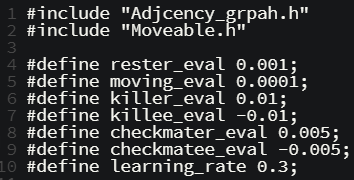 1 #include "Adjcency_grpah.h"
2 #include "Moveable.h"
3
4 #define rester_eval 0.001;
5 #define moving_eval 0.0001;
6 #define killer_eval 0.01;
7 #define killee_eval -0.01;
8 #define checkmater_eval 0.005;
9 #define checkmatee_eval -0.005;
10 #define learning_rate 0.3;